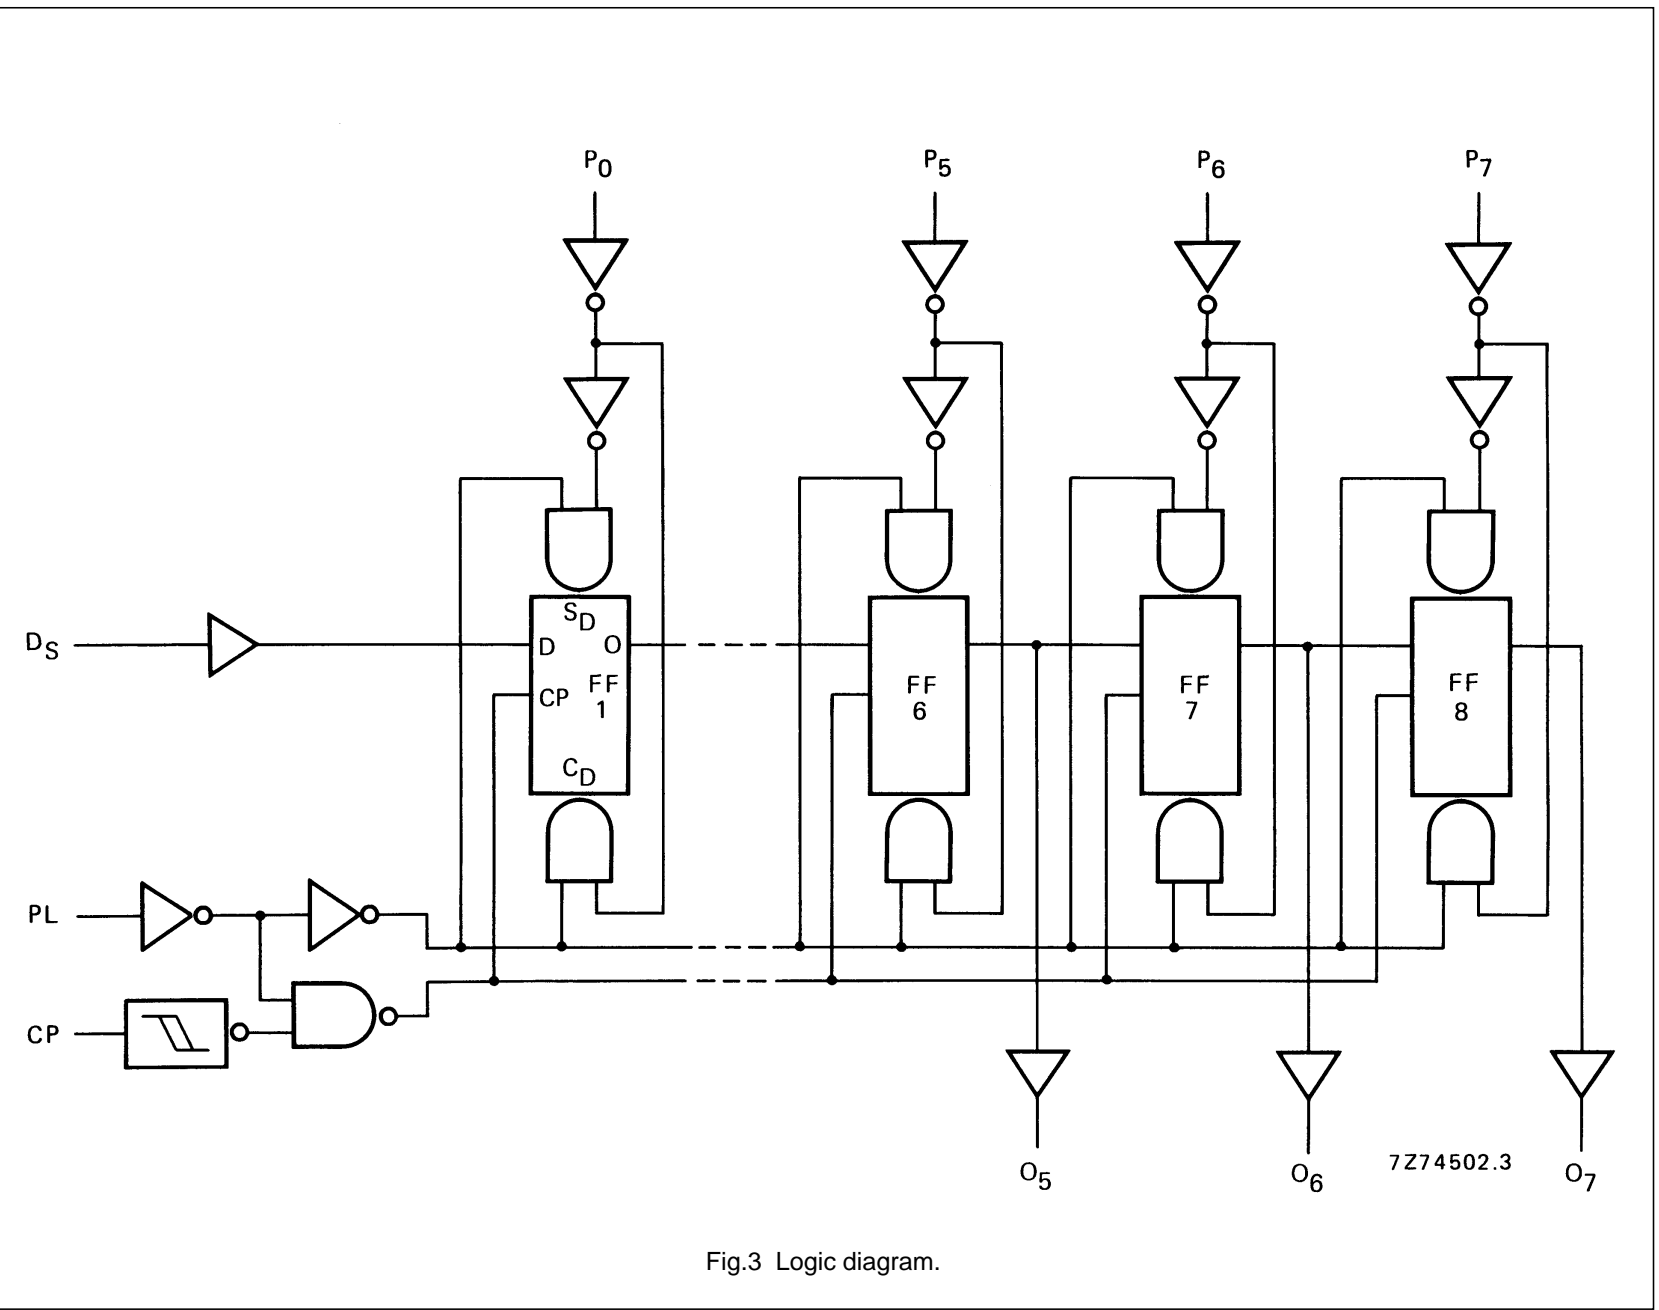 P0 P5 P6 P7
SD
DS D O
CP FF FF FF FF
1 6 7 8
CD
PL
CP
O5 O6 7Z74502.3 O7
Fig.3 Logic diagram.